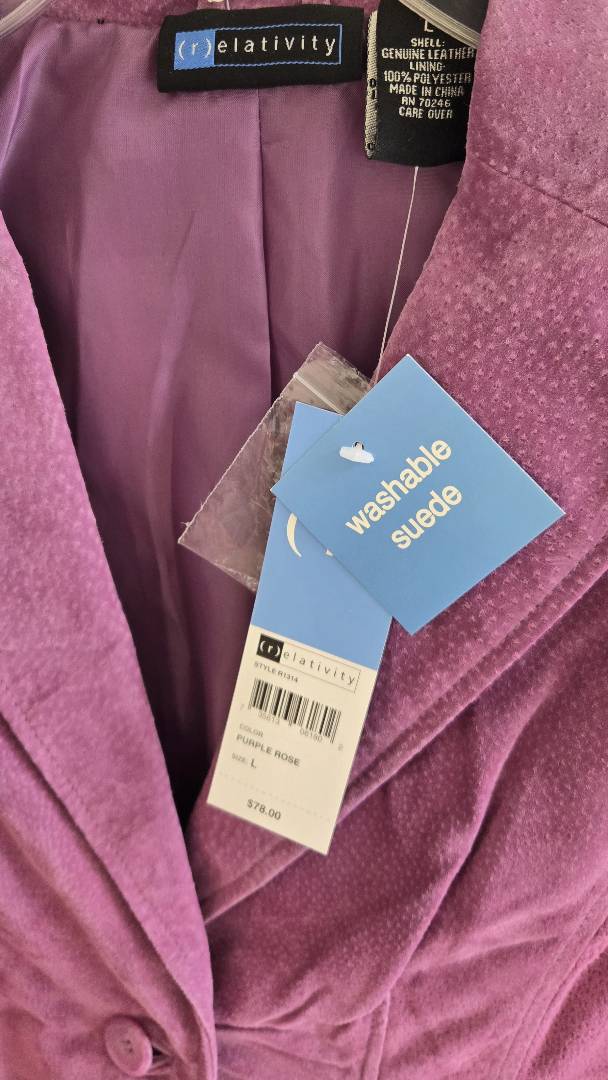 (r)elativity
L
SHELL:
GENUINE LEATHER
LINING:
100% POLYESTER
MADE IN CHINA
RN 70246
CARE OVER
washable
suede
(r)elativity
STYLE R1314
COLOR
PURPLE ROSE
SIZE: L
$78.00